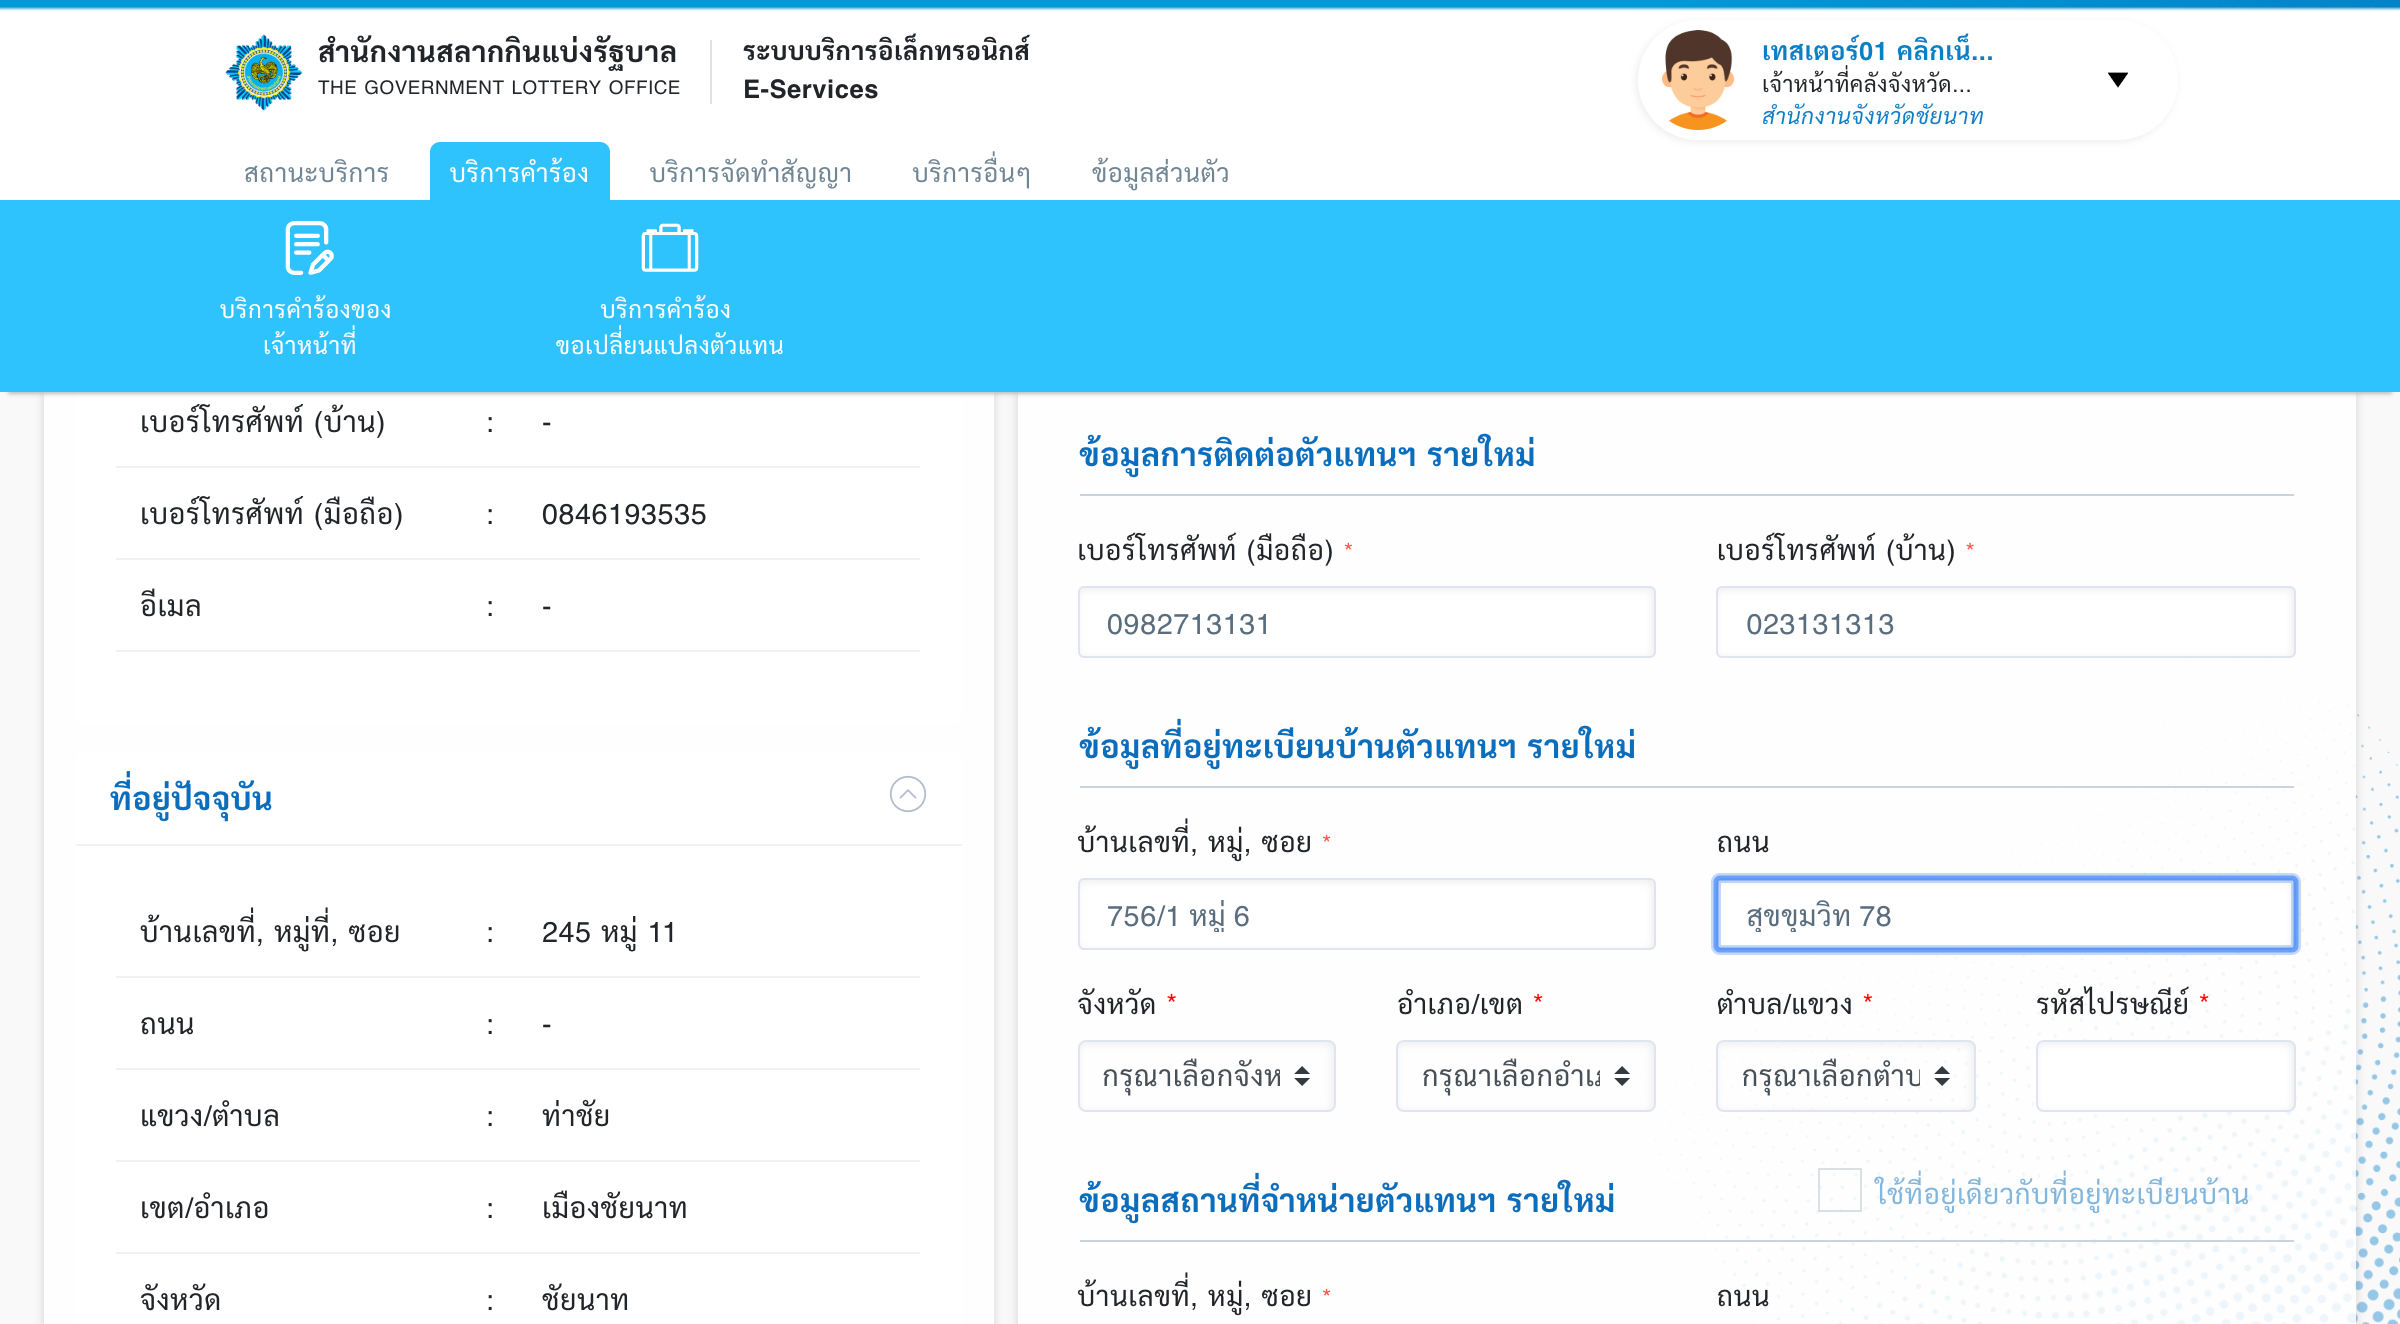 สำนักงานสลากกินแบ่งรัฐบาล
THE GOVERNMENT LOTTERY OFFICE
ระบบบริการอิเล็กทรอนิกส์
E-Services
เทสเตอร์01 คลิกเน็...
เจ้าหน้าที่คลังจังหวัด...
สำนักงานจังหวัดชัยนาท
สถานะบริการ
บริการคำร้อง
บริการจัดทำสัญญา
บริการอื่นๆ
ข้อมูลส่วนตัว
บริการคำร้องของ
เจ้าหน้าที่
บริการคำร้อง
ขอเปลี่ยนแปลงตัวแทน
เบอร์โทรศัพท์ (บ้าน) : -
เบอร์โทรศัพท์ (มือถือ) : 0846193535
อีเมล : -
ที่อยู่ปัจจุบัน
บ้านเลขที่, หมู่ที่, ซอย : 245 หมู่ 11
ถนน : -
แขวง/ตำบล : ท่าชัย
เขต/อำเภอ : เมืองชัยนาท
จังหวัด : ชัยนาท
ข้อมูลการติดต่อตัวแทนฯ รายใหม่
เบอร์โทรศัพท์ (มือถือ) *
เบอร์โทรศัพท์ (บ้าน) *
0982713131
023131313
ข้อมูลที่อยู่ทะเบียนบ้านตัวแทนฯ รายใหม่
บ้านเลขที่, หมู่, ซอย *
ถนน
756/1 หมู่ 6
สุขขุมวิท 78
จังหวัด *
อำเภอ/เขต *
ตำบล/แขวง *
รหัสไปรษณีย์ *
กรุณาเลือกจังห
กรุณาเลือกอำเภ
กรุณาเลือกตำบ
ข้อมูลสถานที่จำหน่ายตัวแทนฯ รายใหม่
ใช้ที่อยู่เดียวกับที่อยู่ทะเบียนบ้าน
บ้านเลขที่, หมู่, ซอย *
ถนน